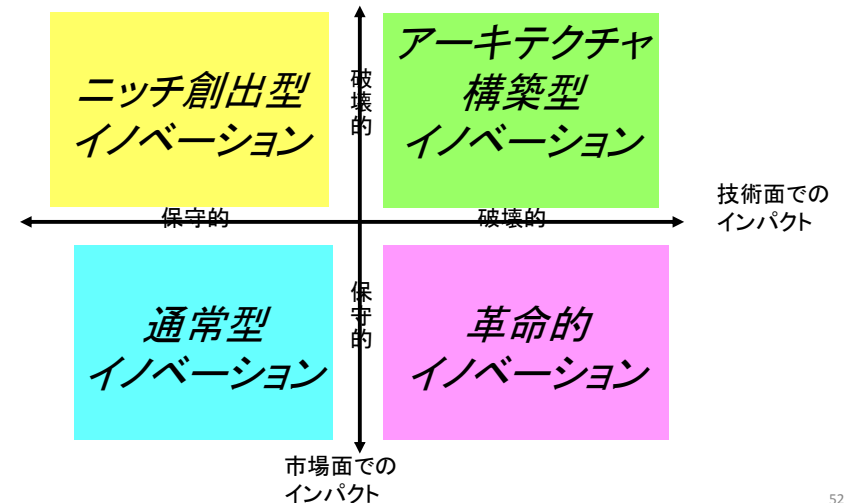 ニッチ創出型
イノベーション
アーキテクチャ
構築型
イノベーション
破壊的
保守的
破壊的
技術面での
インパクト
通常型
イノベーション
保守的
革命的
イノベーション
市場面での
インパクト
52